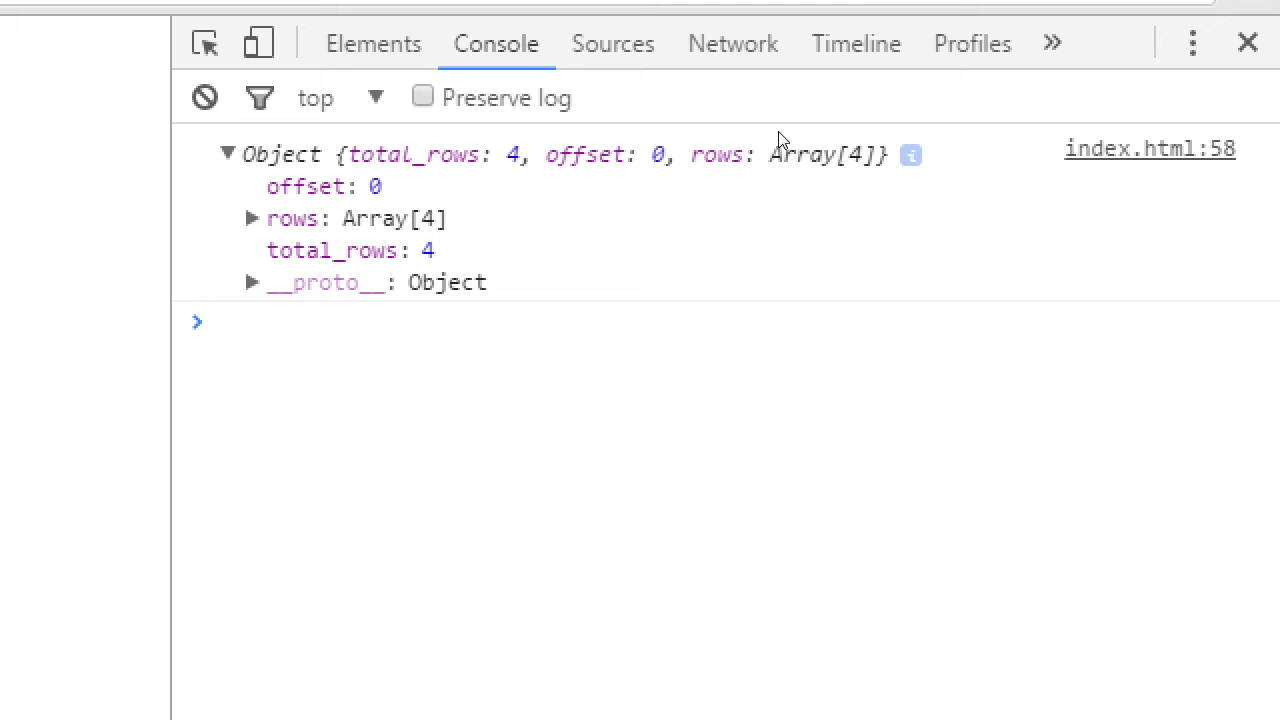 Elements Console Sources Network Timeline Profiles »
top ▼ Preserve log
▼ Object {total_rows: 4, offset: 0, rows: Array[4]} i index.html:58
offset: 0
▶ rows: Array[4]
total_rows: 4
▶ __proto__: Object
>